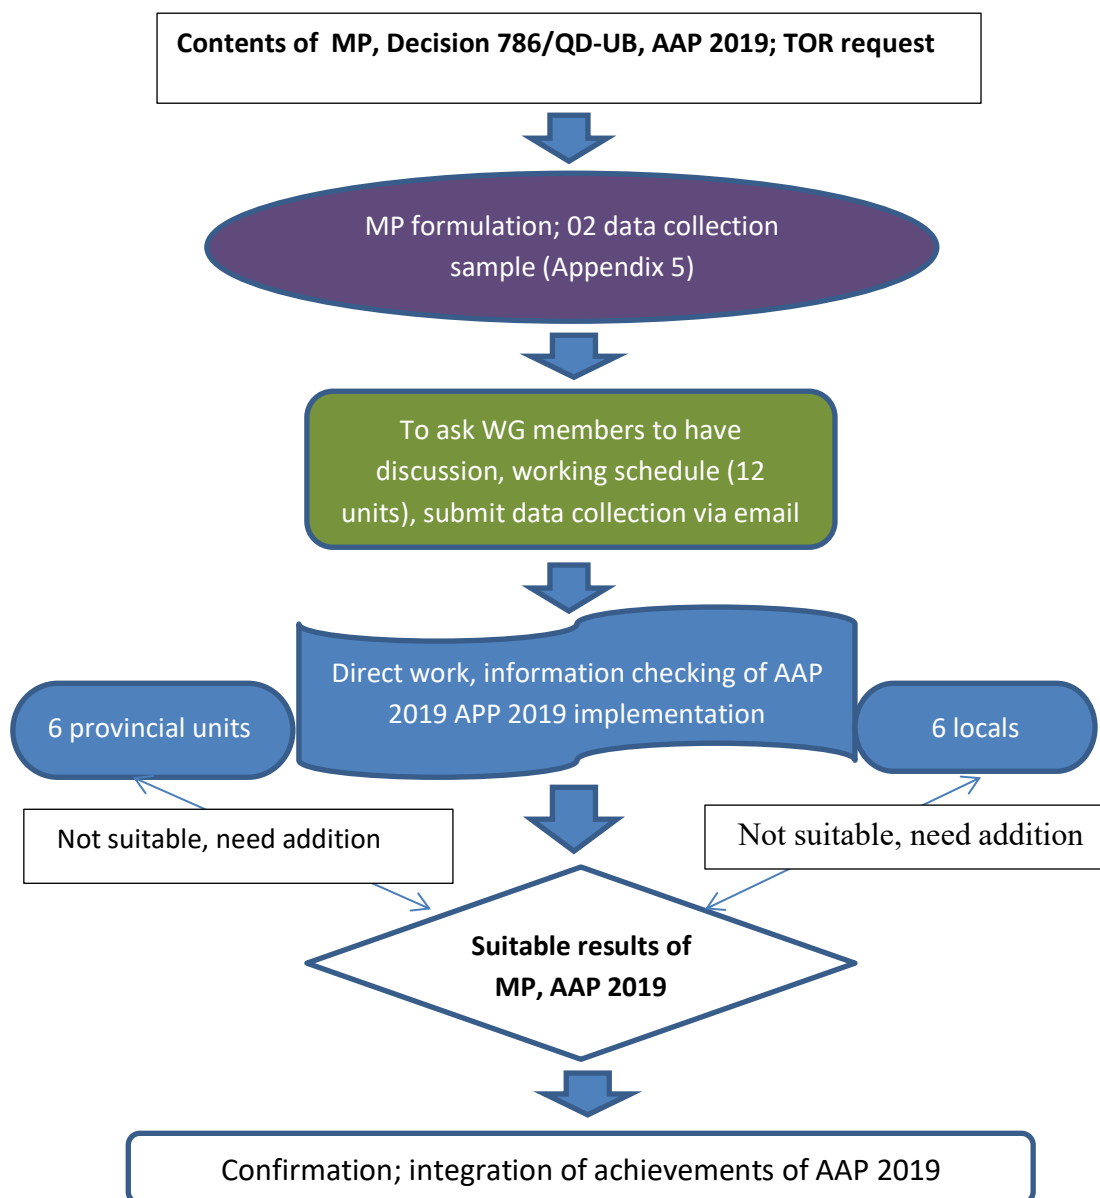 Contents of  MP, Decision 786/QD-UB, AAP 2019; TOR request
MP formulation; 02 data collection
sample (Appendix 5)
To ask WG members to have
discussion, working schedule (12
units), submit data collection via email
Direct work, information checking of AAP
2019 APP 2019 implementation
6 provincial units
6 locals
Not suitable, need addition
Not suitable, need addition
Suitable results of
MP, AAP 2019
Confirmation; integration of achievements of AAP 2019